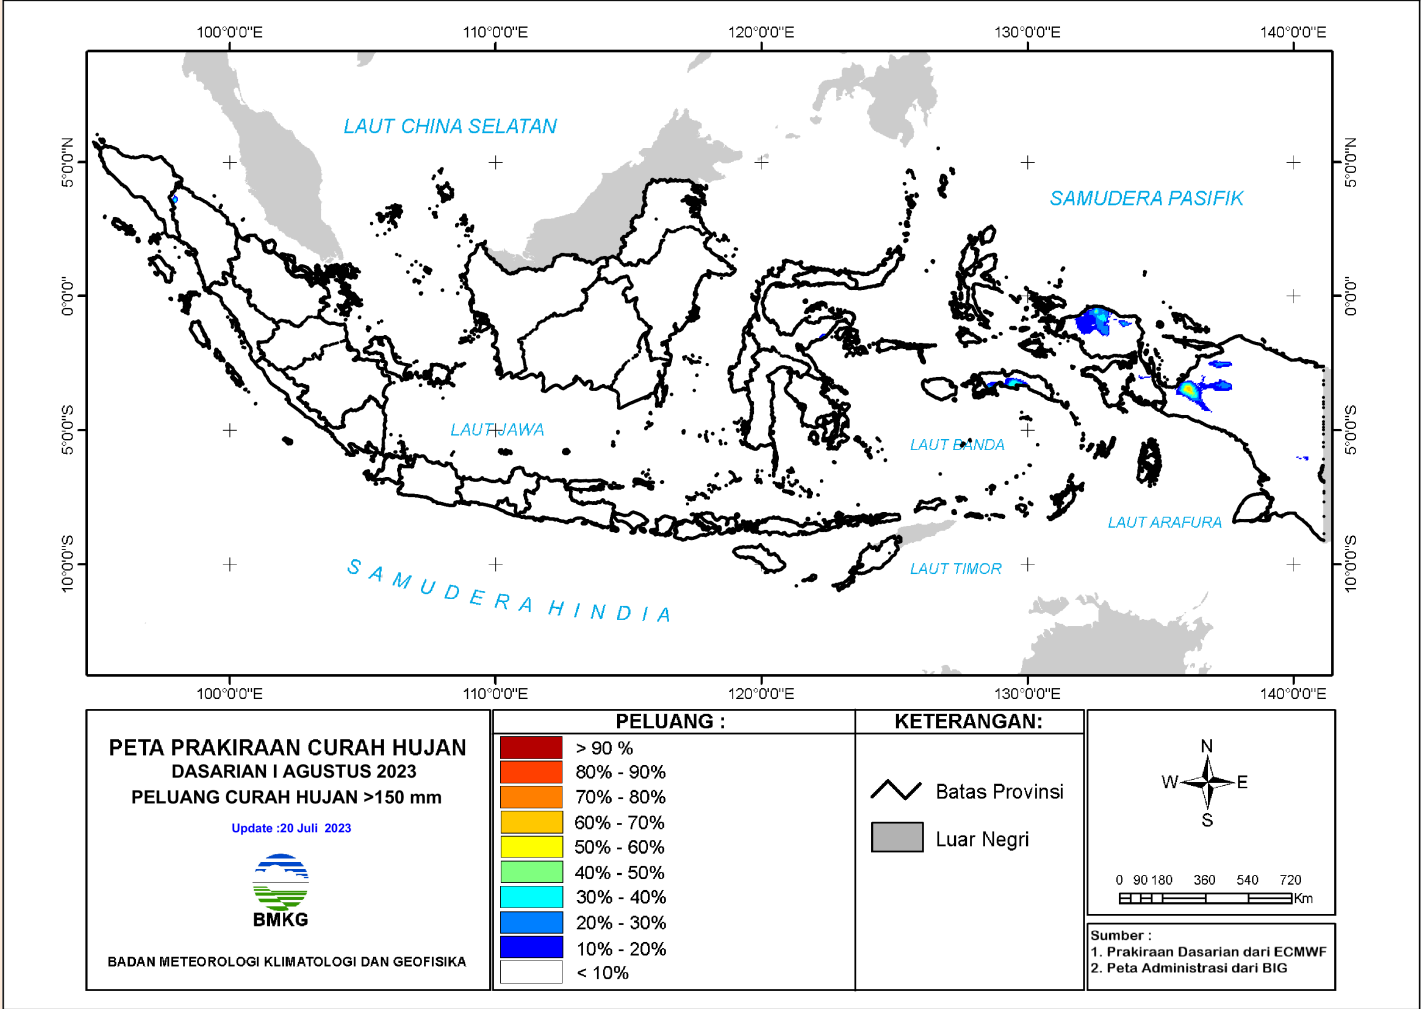 100°0'0"E
110°0'0"E
120°0'0"E
130°0'0"E
140°0'0"E
5°0'0"N
0°0'0"
5°0'0"S
10°0'0"S
5°0'0"N
0°0'0"
5°0'0"S
10°0'0"S
LAUT CHINA SELATAN
SAMUDERA PASIFIK
LAUT JAWA
LAUT BANDA
LAUT ARAFURA
LAUT TIMOR
SAMUDERA HINDIA
100°0'0"E
110°0'0"E
120°0'0"E
130°0'0"E
140°0'0"E
PETA PRAKIRAAN CURAH HUJAN
DASARIAN I AGUSTUS 2023
PELUANG CURAH HUJAN >150 mm
Update :20 Juli 2023
BMKG
BADAN METEOROLOGI KLIMATOLOGI DAN GEOFISIKA
PELUANG :
> 90 %
80% - 90%
70% - 80%
60% - 70%
50% - 60%
40% - 50%
30% - 40%
20% - 30%
10% - 20%
< 10%
KETERANGAN:
Batas Provinsi
Luar Negri
N
W
E
S
0 90 180 360 540 720
Km
Sumber :
1. Prakiraan Dasarian dari ECMWF
2. Peta Administrasi dari BIG